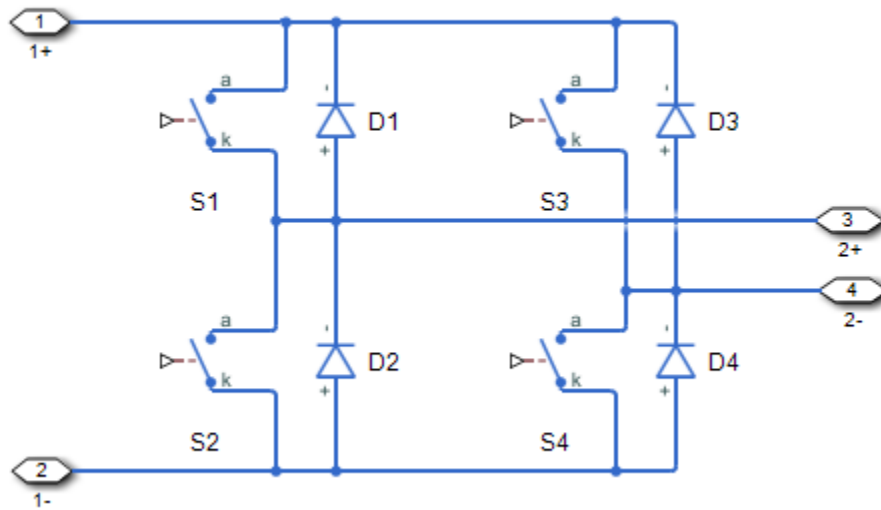 1
1+
a
k
S1
-
+
D1
a
k
S3
-
+
D3
3
2+
4
2-
a
k
S2
-
+
D2
a
k
S4
-
+
D4
2
1-